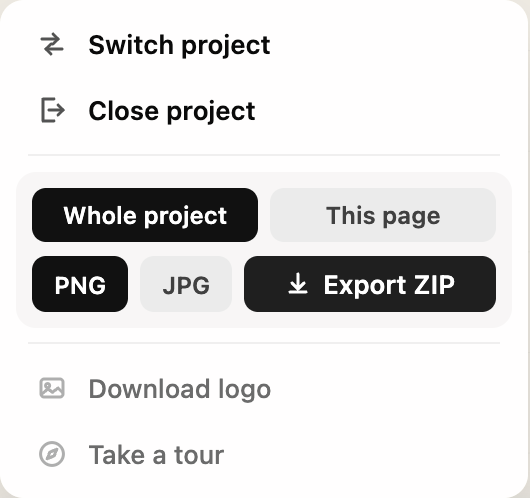 Switch project
Close project
Whole project This page
PNG JPG Export ZIP
Download logo
Take a tour